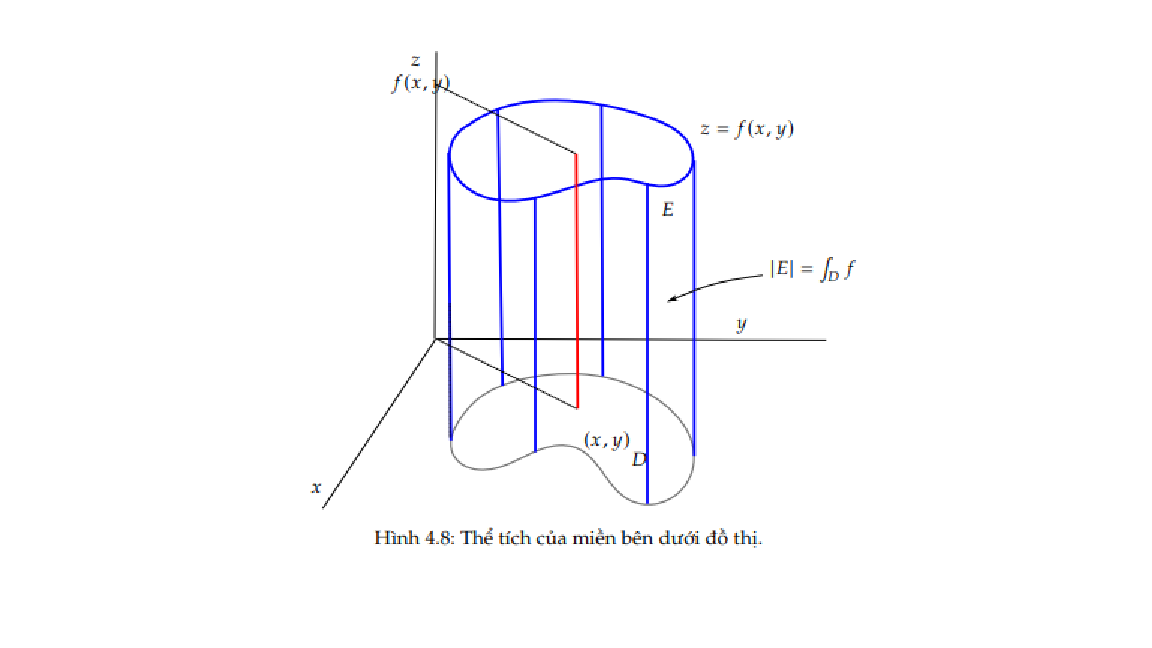 z
f(x, y)
z = f(x, y)
E
|E| = ∫_D f
y
(x, y)
D
x
Hình 4.8: Thể tích của miền bên dưới đồ thị.